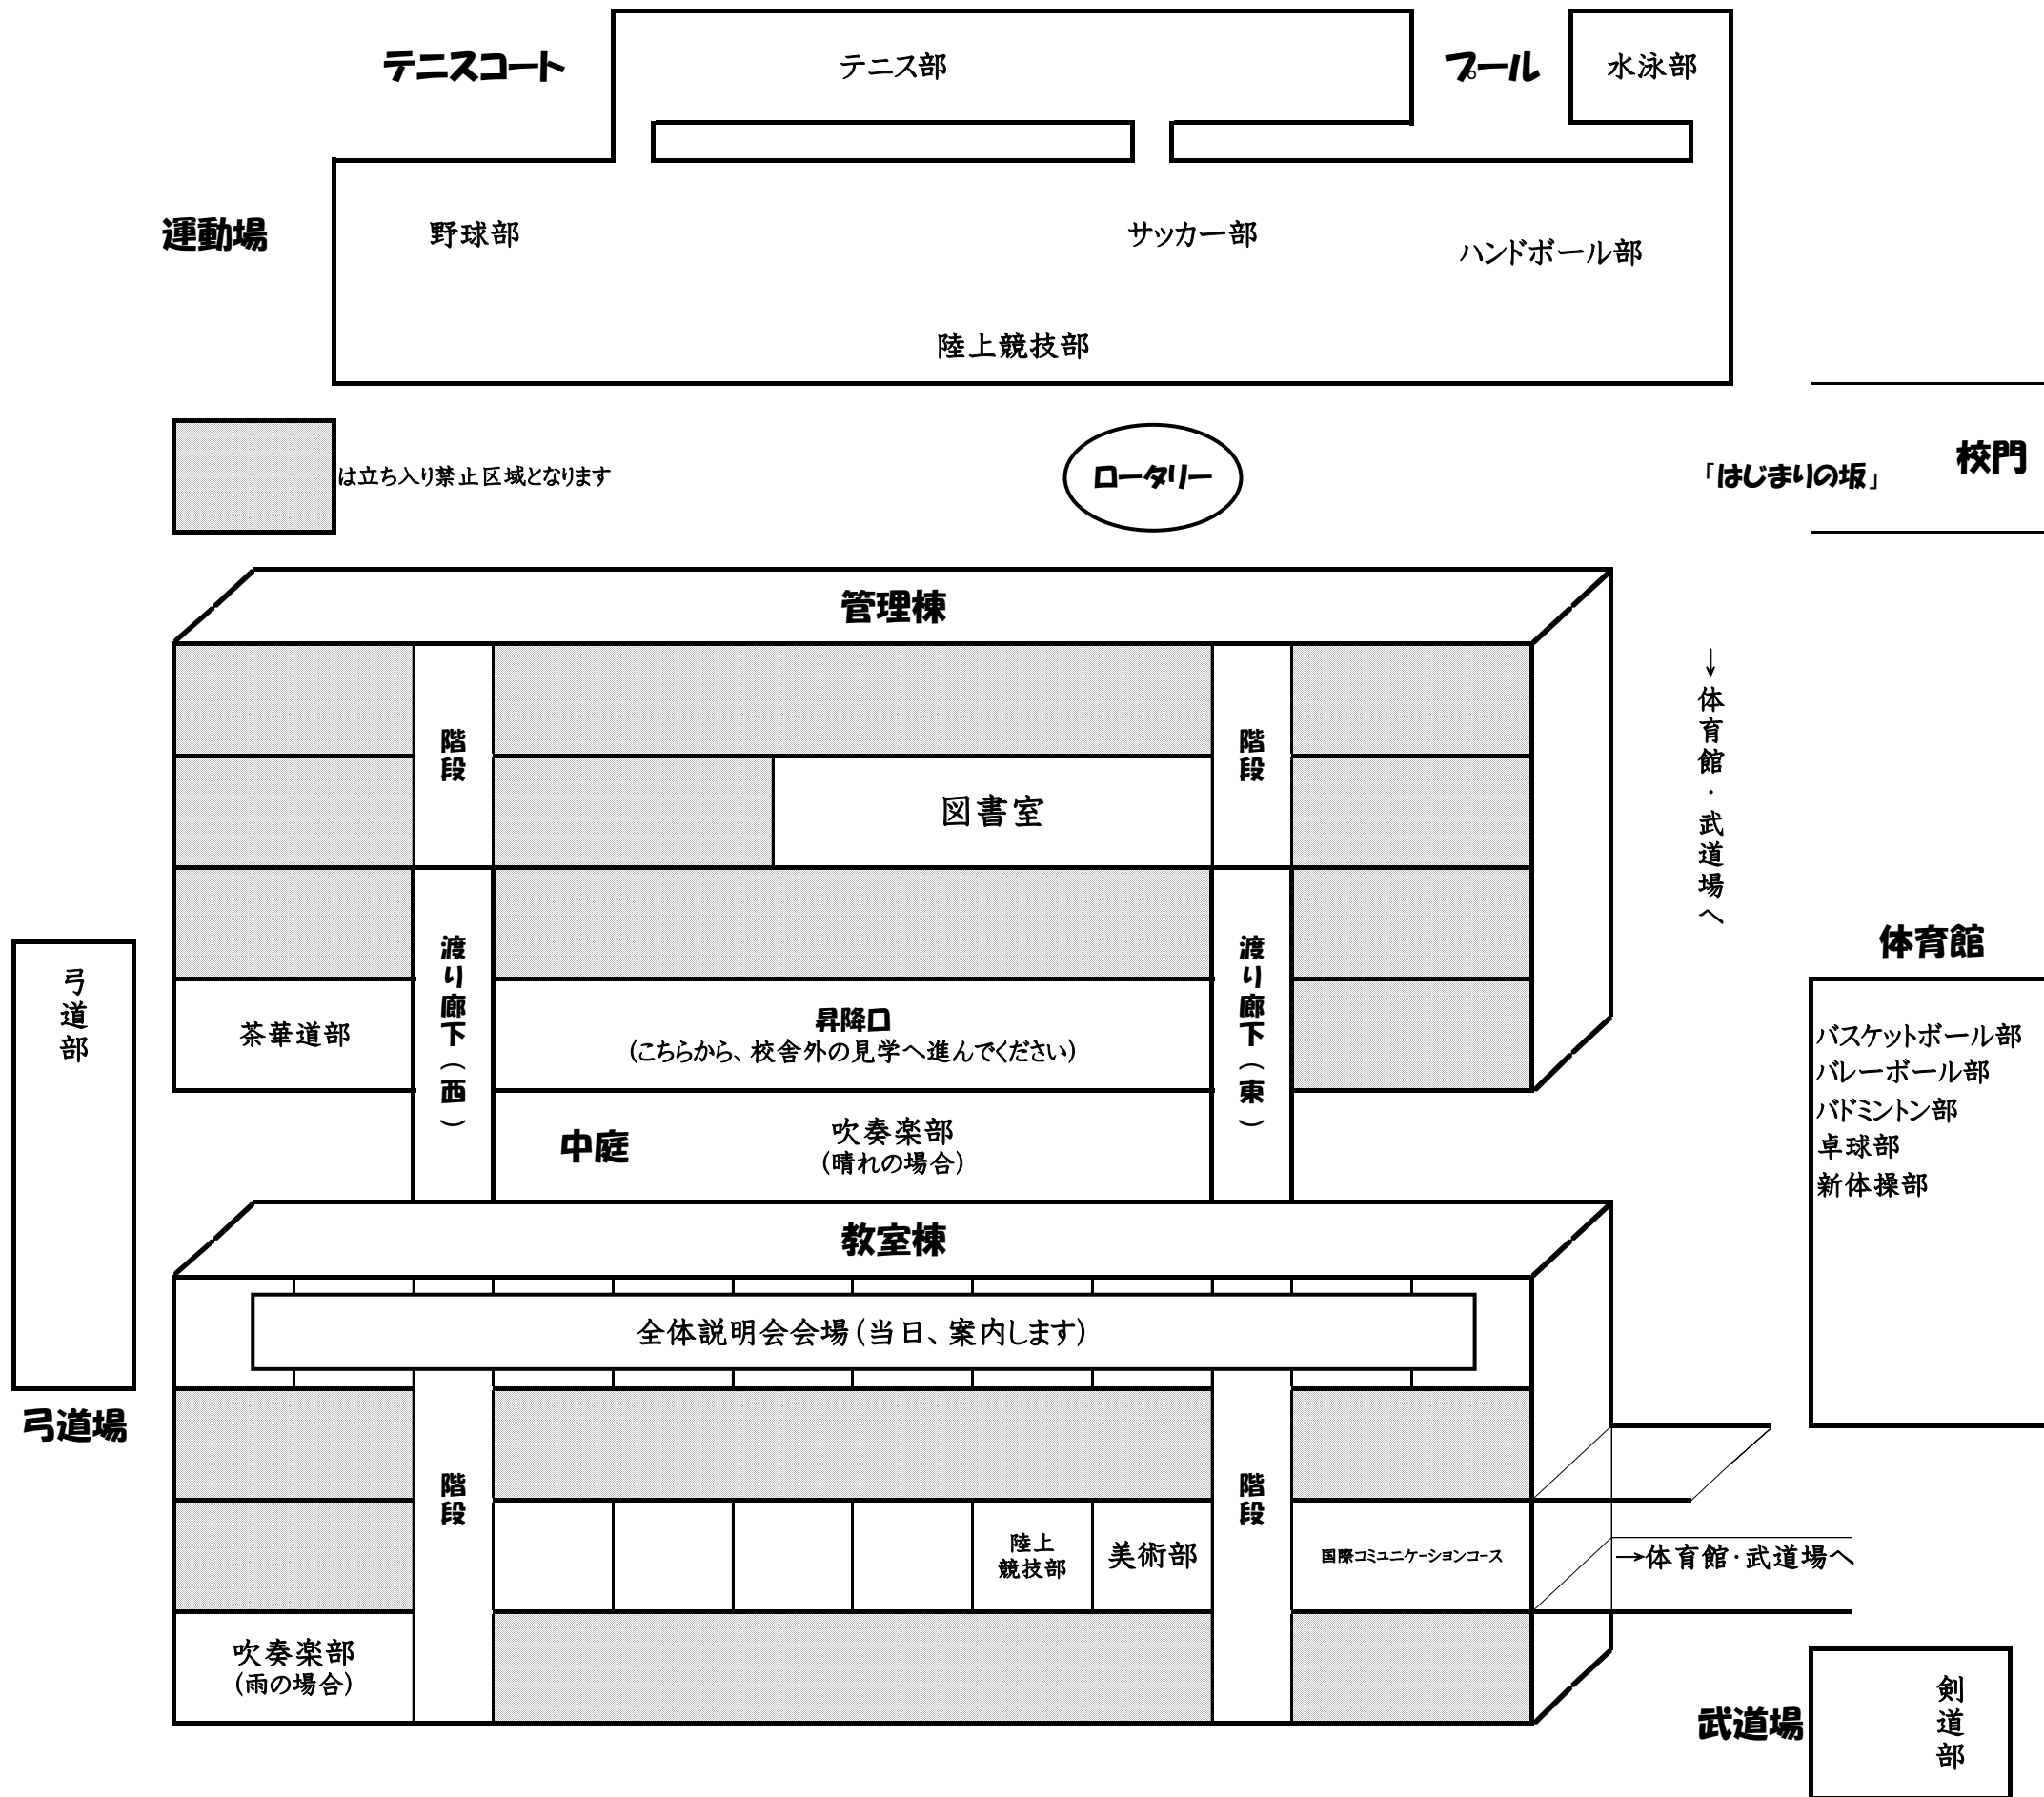 テニスコート
テニス部
プール
水泳部
運動場
野球部
サッカー部
ハンドボール部
陸上競技部
は立ち入り禁止区域となります
ロータリー
「はじまりの坂」
校門
管理棟
階段
階段
図書室
→体育館・武道場へ
渡り廊下(西)
渡り廊下(東)
体育館
弓道部
茶華道部
昇降口
(こちらから、校舎外の見学へ進んでください)
バスケットボール部
バレーボール部
バドミントン部
卓球部
新体操部
中庭
吹奏楽部
(晴れの場合)
教室棟
全体説明会会場(当日、案内します)
弓道場
階段
階段
陸上
競技部
美術部
国際コミュニケーションコース
→体育館・武道場へ
吹奏楽部
(雨の場合)
武道場
剣道部